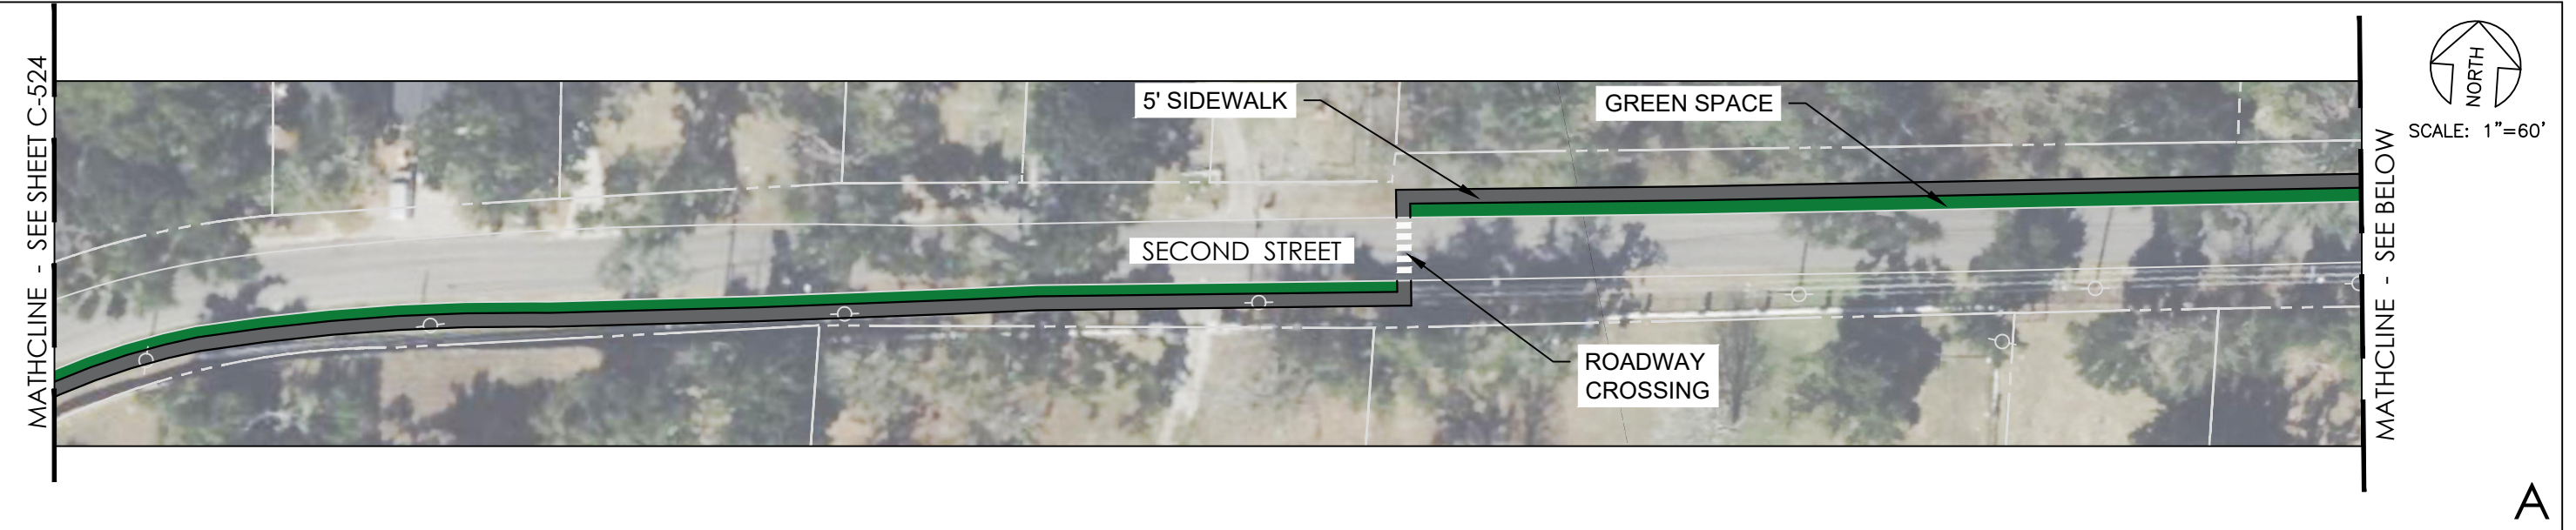 MATHCLINE - SEE SHEET C-524
5' SIDEWALK
GREEN SPACE
SECOND STREET
ROADWAY
CROSSING
MATHCLINE - SEE BELOW
NORTH
SCALE: 1"=60'
A